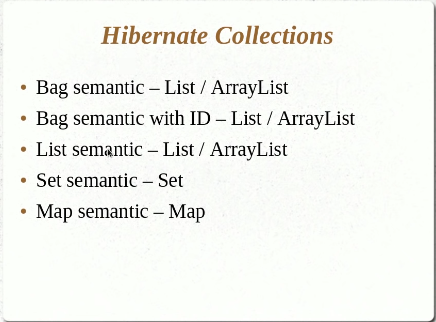 Hibernate Collections
• Bag semantic – List / ArrayList
• Bag semantic with ID – List / ArrayList
• List semantic – List / ArrayList
• Set semantic – Set
• Map semantic – Map